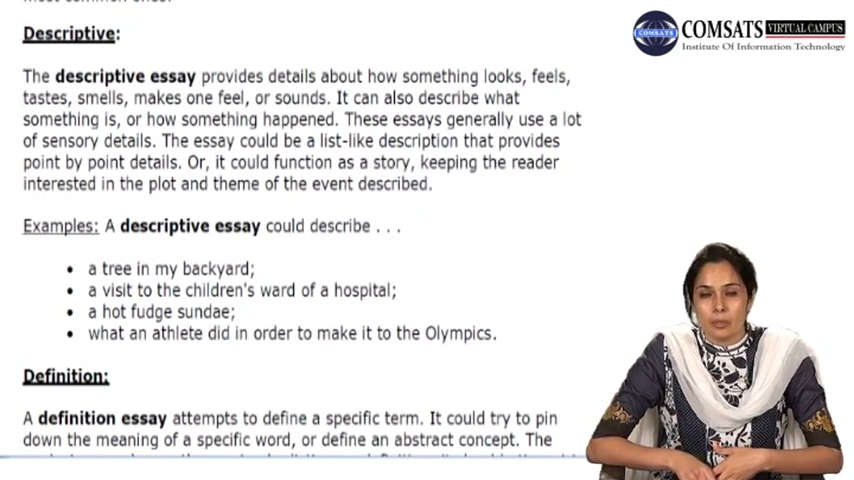 COMSATS VIRTUAL CAMPUS
COMSATS
Institute Of Information Technology
Descriptive:
The descriptive essay provides details about how something looks, feels,
tastes, smells, makes one feel, or sounds. It can also describe what
something is, or how something happened. These essays generally use a lot
of sensory details. The essay could be a list-like description that provides
point by point details. Or, it could function as a story, keeping the reader
interested in the plot and theme of the event described.
Examples: A descriptive essay could describe . . .
• a tree in my backyard;
• a visit to the children's ward of a hospital;
• a hot fudge sundae;
• what an athlete did in order to make it to the Olympics.
Definition:
A definition essay attempts to define a specific term. It could try to pin
down the meaning of a specific word, or define an abstract concept. The